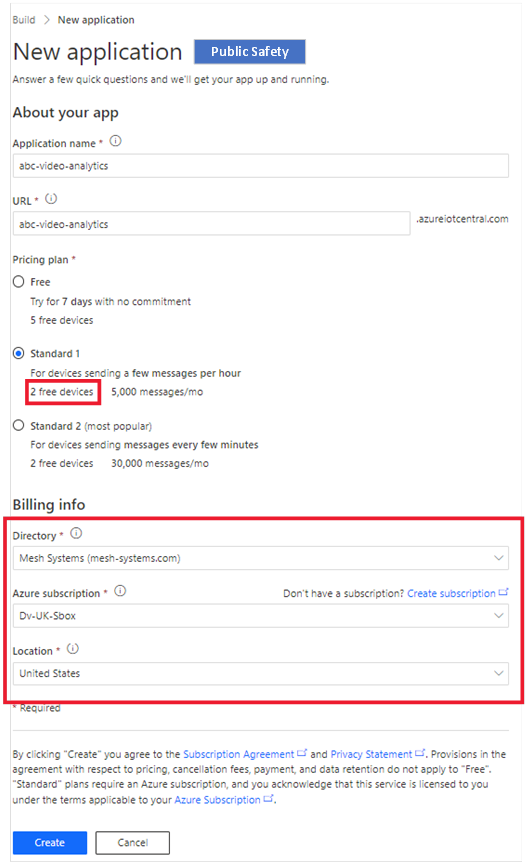 Build > New application
New application Public Safety
Answer a few quick questions and we'll get your app up and running.
About your app
Application name *
abc-video-analytics
URL *
abc-video-analytics .azureiotcentral.com
Pricing plan *
Free
Try for 7 days with no commitment
5 free devices
Standard 1
For devices sending a few messages per hour
2 free devices 5,000 messages/mo
Standard 2 (most popular)
For devices sending messages every few minutes
2 free devices 30,000 messages/mo
Billing info
Directory *
Mesh Systems (mesh-systems.com)
Azure subscription * Don't have a subscription? Create subscription
Dv-UK-Sbox
Location *
United States
* Required
By clicking "Create" you agree to the Subscription Agreement and Privacy Statement. Provisions in the
agreement with respect to pricing, cancellation fees, payment, and data retention do not apply to "Free".
"Standard" plans require an Azure subscription, and you acknowledge that this service is licensed to you
under the terms applicable to your Azure Subscription.
Create Cancel